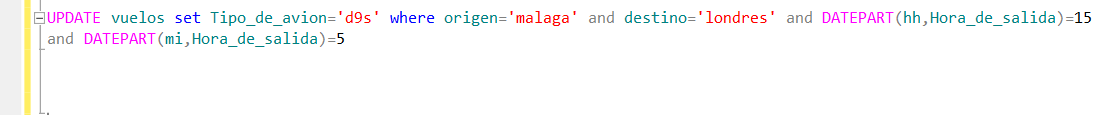 UPDATE vuelos set Tipo_de_avion='d9s' where origen='malaga' and destino='londres' and DATEPART(hh,Hora_de_salida)=15
and DATEPART(mi,Hora_de_salida)=5